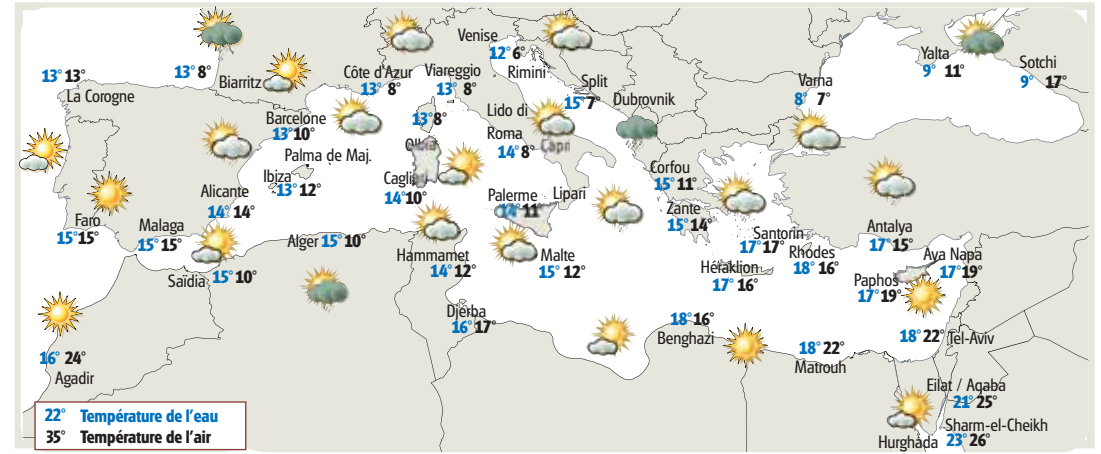 Venise
12° 6°
Rimini
Yalta
9° 11°
Sotchi
9° 17°
13° 13°
La Corogne
13° 8°
Biarritz
Côte d'Azur
13° 8°
Viareggio
13° 8°
Split
15° 7°
Dubrovnik
Varna
8° 7°
Barcelone
13° 10°
13° 8°
Olbia
Lido di
Roma
14° 8°
Capri
Palma de Maj.
Ibiza
13° 12°
Cagliari
14° 10°
Corfou
15° 11°
Alicante
14° 14°
Palerme
14° 11°
Lipari
Zante
15° 14°
Faro
15° 15°
Malaga
15° 15°
Alger 15° 10°
Santorin
17° 17°
Antalya
17° 15°
Saïdia 15° 10°
Hammamet
14° 12°
Malte
15° 12°
Héraklion
17° 16°
Rhodes
18° 16°
Ava Napa
17° 19°
Paphos
17° 19°
Djerba
16° 17°
18° 16°
Benghazi
18° 22°
Matrouh
18° 22° Tel-Aviv
16° 24°
Agadir
Eilat / Aqaba
21° 25°
Sharm-el-Cheikh
Hurghada 23° 26°
22° Température de l'eau
35° Température de l'air